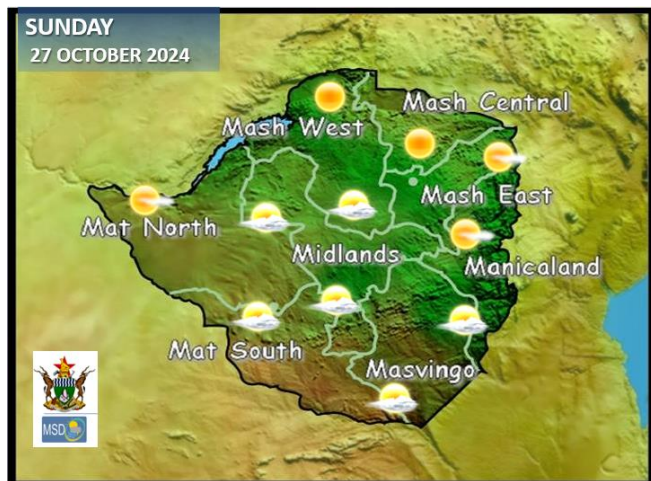 SUNDAY
27 OCTOBER 2024
Mash Central
Mash West
Mash East
Mat North
Midlands
Manicaland
Mat South
Masvingo
MSD